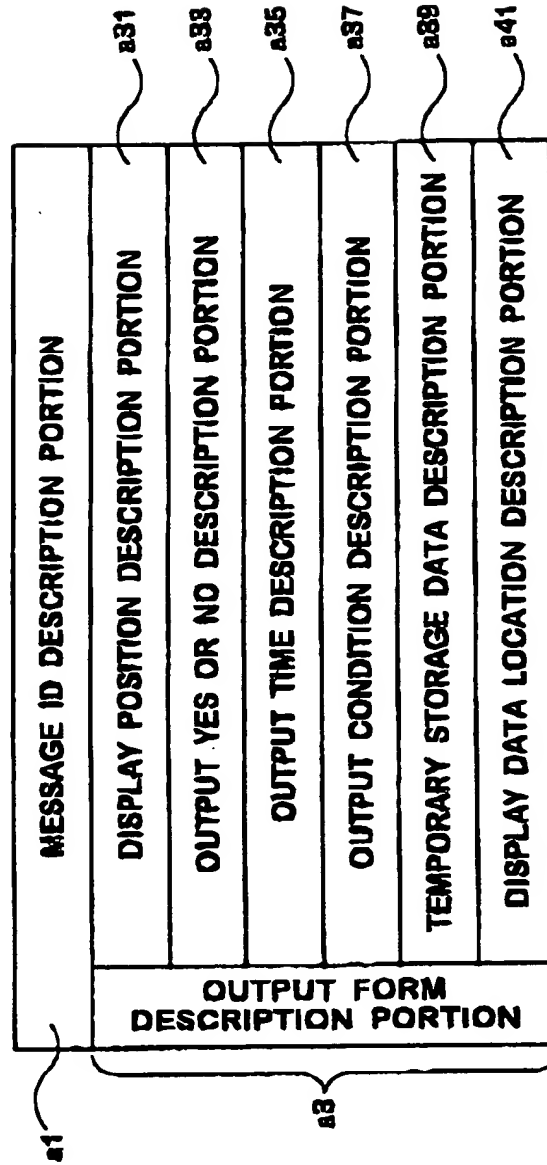 a1
MESSAGE ID DESCRIPTION PORTION
a3
OUTPUT FORM
DESCRIPTION PORTION
DISPLAY POSITION DESCRIPTION PORTION
a31
OUTPUT YES OR NO DESCRIPTION PORTION
a33
OUTPUT TIME DESCRIPTION PORTION
a35
OUTPUT CONDITION DESCRIPTION PORTION
a37
TEMPORARY STORAGE DATA DESCRIPTION PORTION
a39
DISPLAY DATA LOCATION DESCRIPTION PORTION
a41